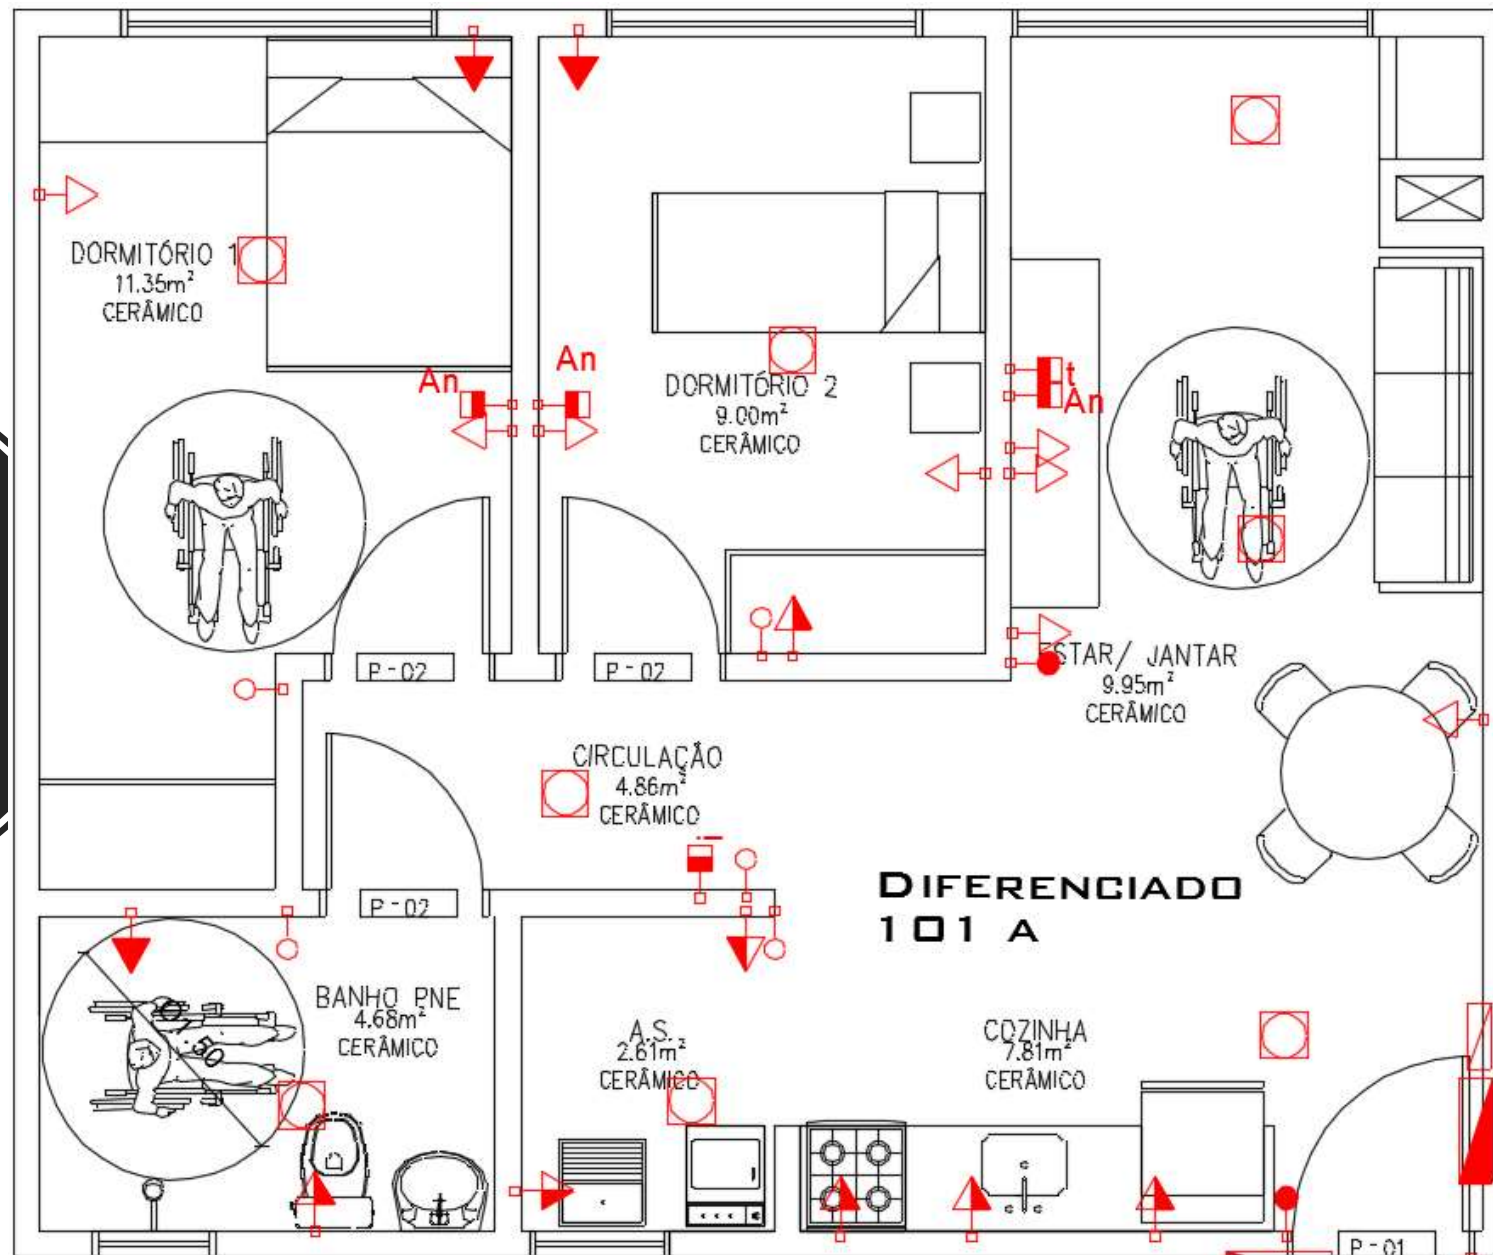 DORMITÓRIO 1
11.35m²
CERÂMICO
An
An
DORMITÓRIO 2
9.00m²
CERÂMICO
t
An
P-02
P-02
ESTAR/ JANTAR
9.95m²
CERÂMICO
CIRCULAÇÃO
4.86m²
CERÂMICO
P-02
DIFERENCIADO
101 A
BANHO PNE
4.68m²
CERÂMICO
A.S.
2.61m²
CERÂMICO
COZINHA
7.81m²
CERÂMICO
P-01